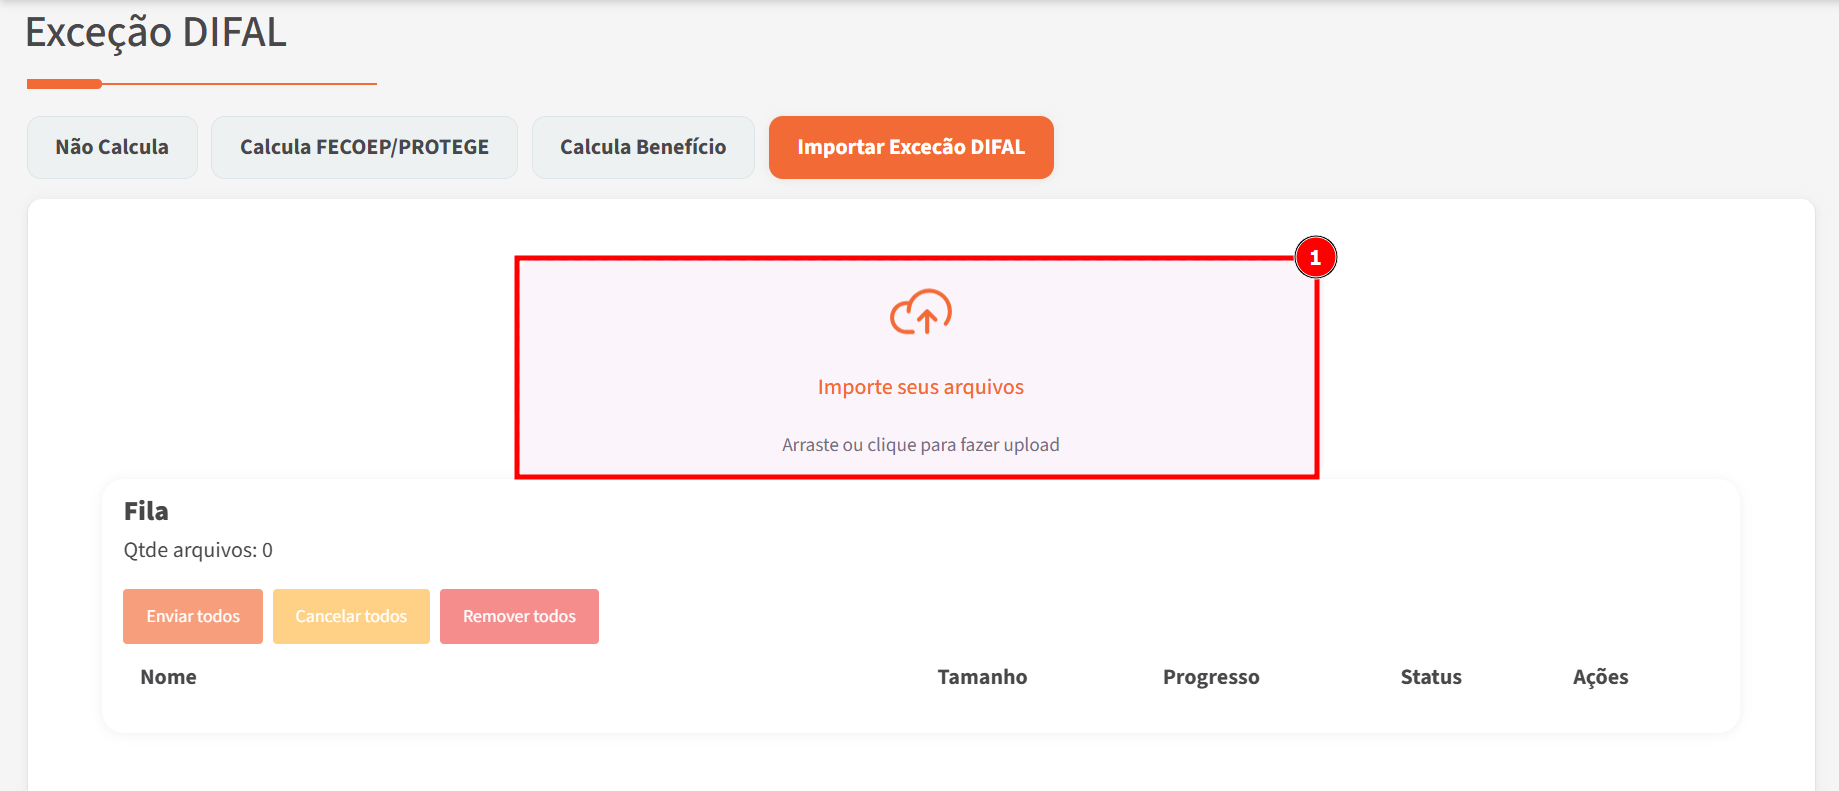 Exceção DIFAL
Não Calcula
Calcula FECOEP/PROTEGE
Calcula Benefício
Importar Excecão DIFAL
1
Importe seus arquivos
Arraste ou clique para fazer upload
Fila
Qtde arquivos: 0
Enviar todos
Cancelar todos
Remover todos
Nome
Tamanho
Progresso
Status
Ações